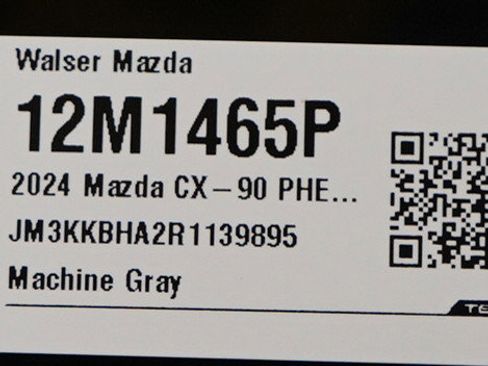 Walser Mazda
12M1465P
2024 Mazda CX-90 PHE...
JM3KKBHA2R1139895
Machine Gray